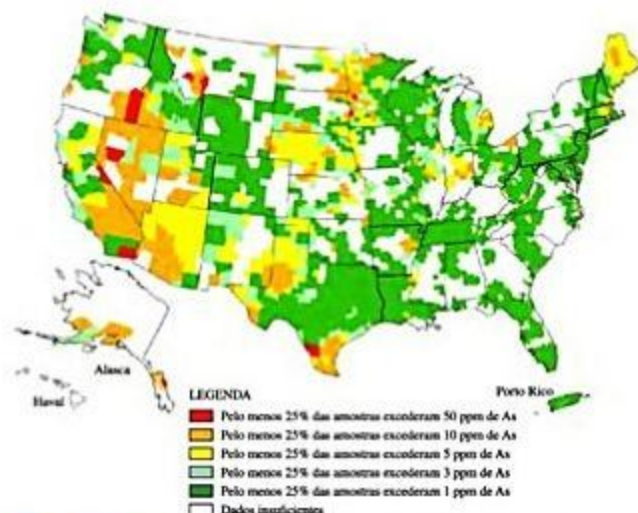 Alasca
Havaí
Porto Rico
LEGENDA
Pelo menos 25% das amostras excederam 50 ppm de As
Pelo menos 25% das amostras excederam 10 ppm de As
Pelo menos 25% das amostras excederam 5 ppm de As
Pelo menos 25% das amostras excederam 3 ppm de As
Pelo menos 25% das amostras excederam 1 ppm de As
Dados insuficientes